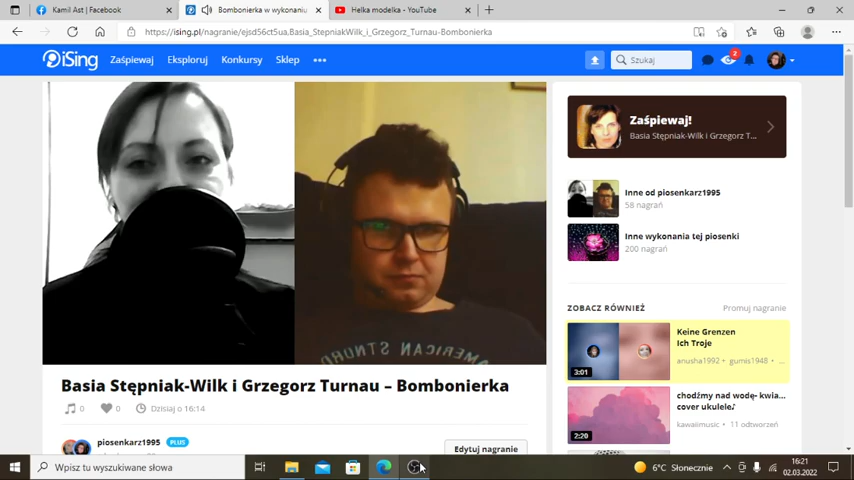 Kamil Ast | Facebook
Bombonierka w wykonaniu
Helka modelka - YouTube
https://ising.pl/nagranie/ejsd56ct5ua.Basia_StepniakWilk_i_Grzegorz_Turnau-Bombonierka
iSing
Zaśpiewaj
Eksploruj
Konkursy
Sklep
Szukaj
2
Zaśpiewaj!
Basia Stępniak-Wilk i Grzegorz T...
Inne od piosenkarz1995
58 nagrań
Inne wykonania tej piosenki
200 nagrań
AMERICAN
ZOBACZ RÓWNIEŻ
Promuj nagranie
Keine Grenzen
Ich Troje
anusha1992 • gumis1948 • ...
3:01
chodźmy nad wodę- kwia...
cover ukulele♪
kawaiimusic • 11 odtworzeń
2:20
Basia Stępniak-Wilk i Grzegorz Turnau – Bombonierka
0
0
Dzisiaj o 16:14
piosenkarz1995 PLUS
Edytuj nagranie
Wpisz tu wyszukiwane słowa
6°C Słonecznie
16:21
02.03.2022